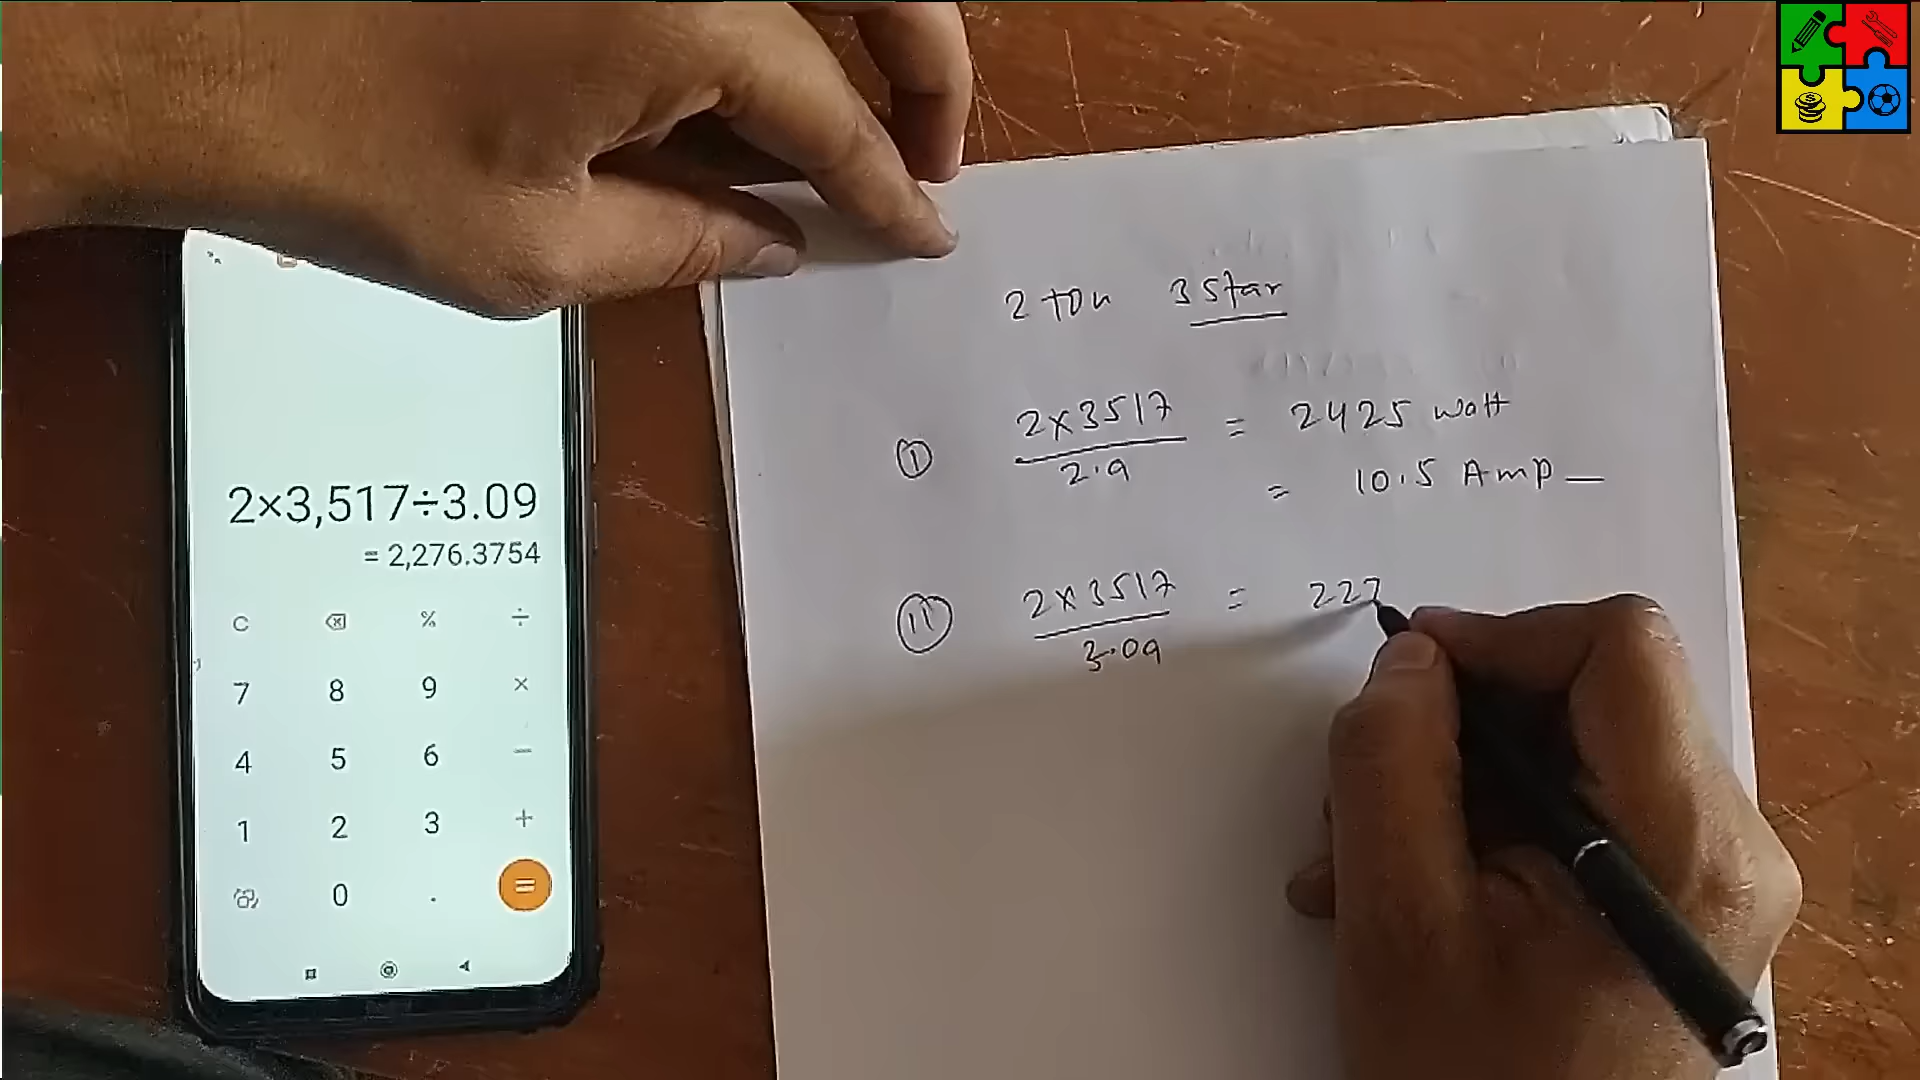 2×3,517÷3.09
= 2,276.3754
C % ÷
7 8 9 ×
4 5 6 −
1 2 3 +
0 . =
2 ton 3 star
① 2×3517 = 2425 watt
2.9
= 10.5 Amp —
⑪ 2×3517 = 227
3.09